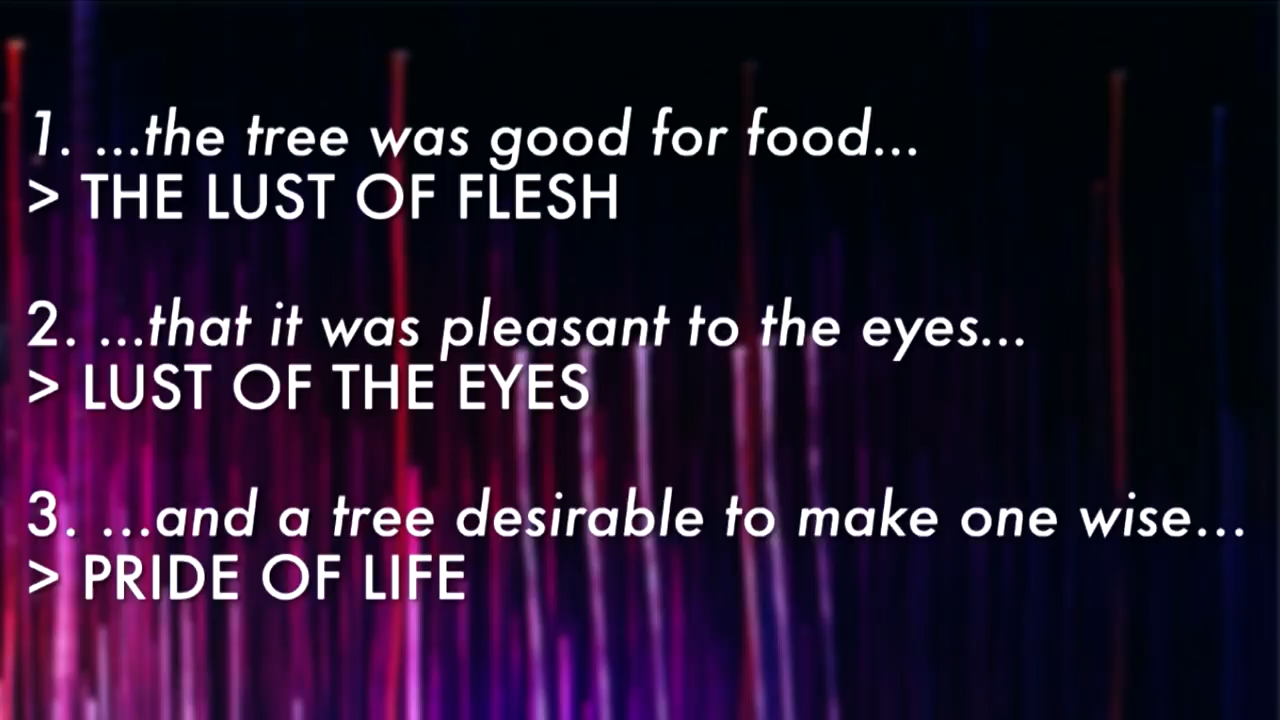 1. ...the tree was good for food...
> THE LUST OF FLESH
2. ...that it was pleasant to the eyes...
> LUST OF THE EYES
3. ...and a tree desirable to make one wise...
> PRIDE OF LIFE